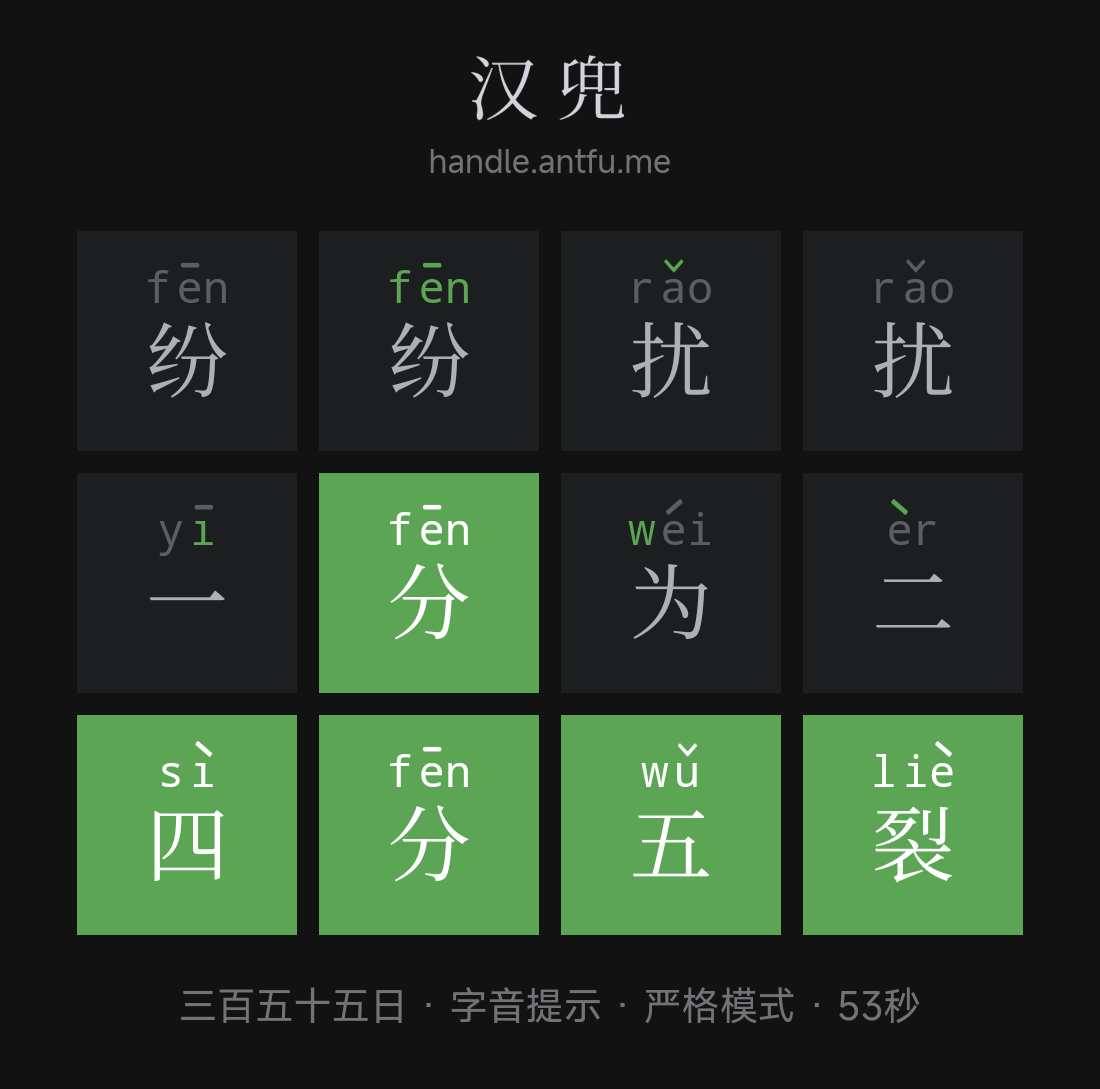 汉兜
handle.antfu.me
fēn fēn rǎo rǎo
纷 纷 扰 扰
yī fēn wéi èr
一 分 为 二
sì fēn wǔ liè
四 分 五 裂
三百五十五日 · 字音提示 · 严格模式 · 53秒